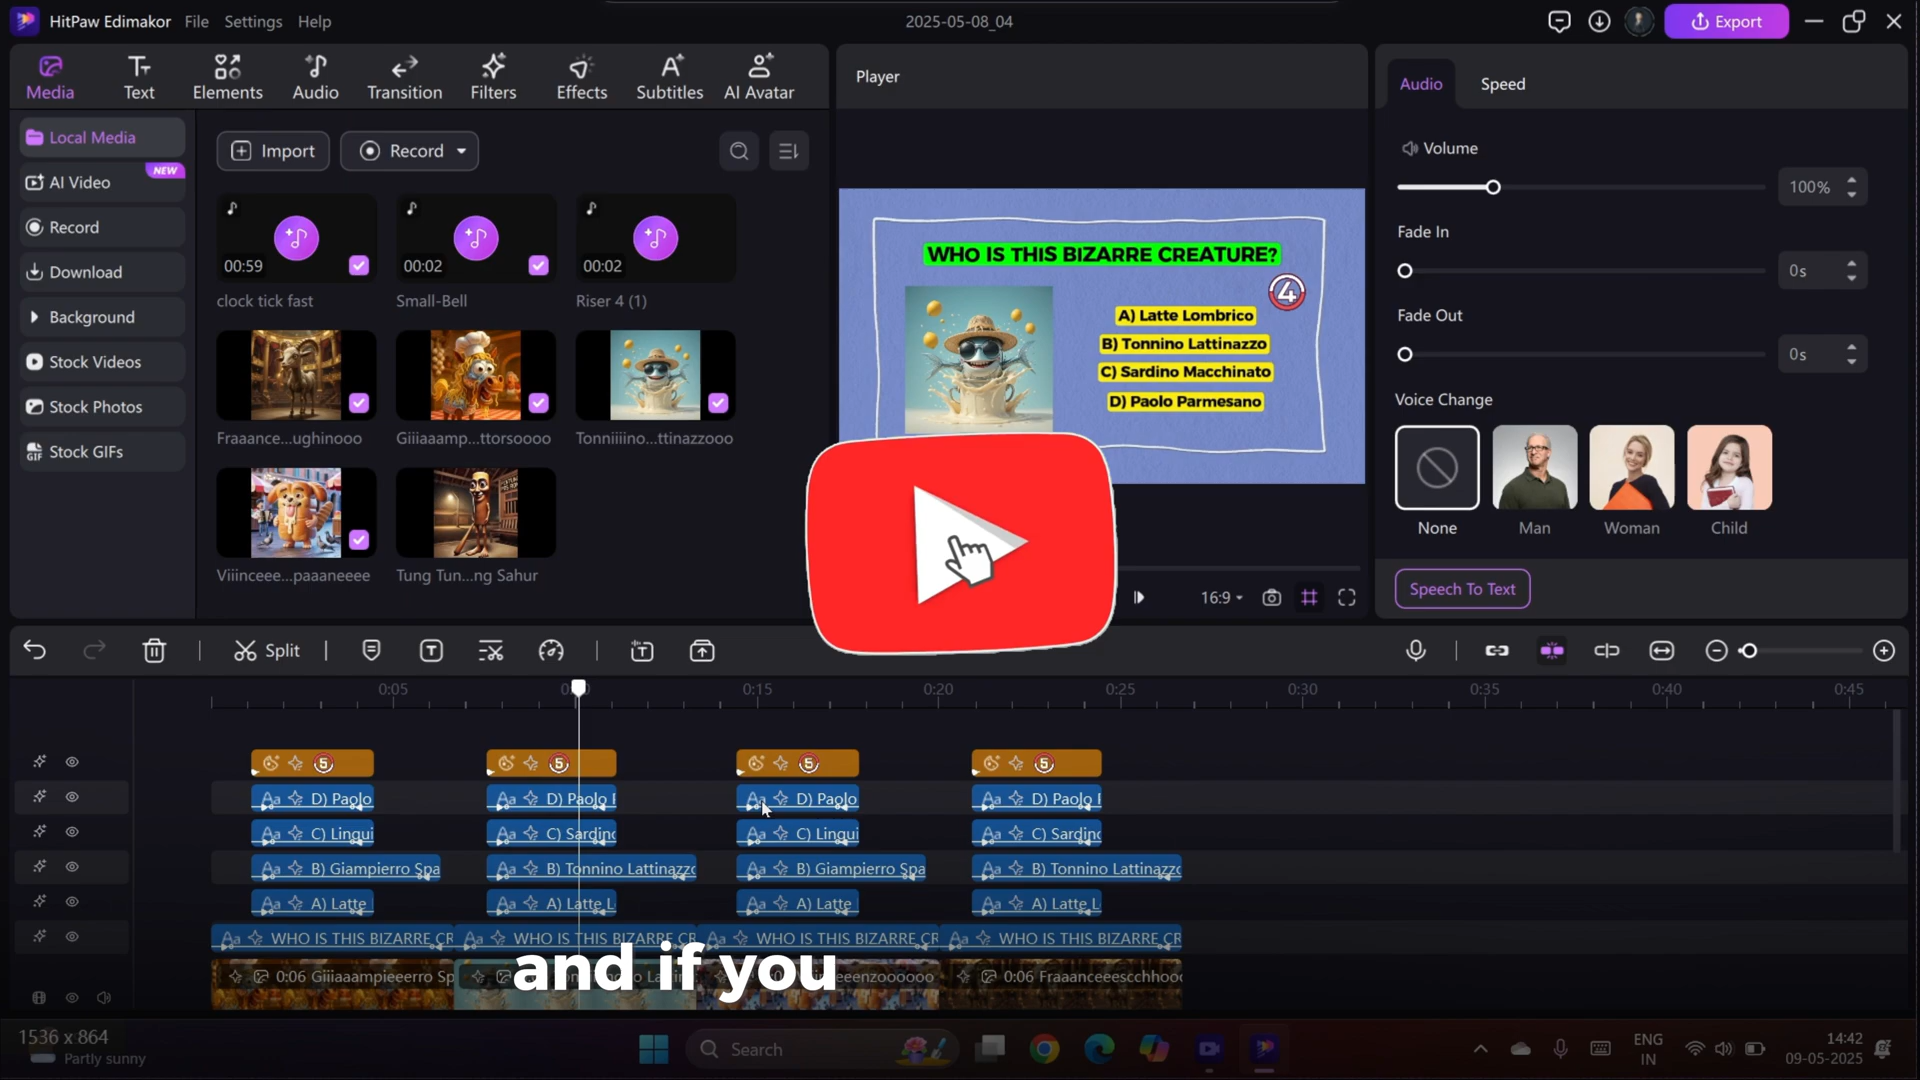 HitPaw Edimakor File Settings Help
2025-05-08_04
Export
Media Text Elements Audio Transition Filters Effects Subtitles AI Avatar
Player
Audio Speed
Local Media
AI Video
NEW
Record
Download
Background
Stock Videos
Stock Photos
Stock GIFs
Import Record
00:59 00:02 00:02
clock tick fast Small-Bell Riser 4 (1)
Fraaance...ughinooo Giiiaaamp...ttorsoooo Tonniiiino...ttinazzooo
Viiinceee...paaaneeee Tung Tun...ng Sahur
WHO IS THIS BIZARRE CREATURE?
4
A) Latte Lombrico
B) Tonnino Lattinazzo
C) Sardino Macchinato
D) Paolo Parmesano
16:9
Volume
100%
Fade In
0s
Fade Out
0s
Voice Change
None Man Woman Child
Speech To Text
Split
0:05 0:15 0:20 0:25 0:30 0:35 0:40 0:45
5 5 5 5
D) Paolo D) Paolo D) Paolo D) Paolo
C) Lingui C) Sardino C) Lingui C) Sardino
B) Giampierro Spa B) Tonnino Lattinazzo B) Giampierro Spa B) Tonnino Lattinazzo
A) Latte A) Latte L A) Latte A) Latte L
WHO IS THIS BIZARRE CR WHO IS THIS BIZARRE CR WHO IS THIS BIZARRE CR WHO IS THIS BIZARRE CR
0:06 Giiiaaampieeerro Sp 0:06 Fraaanceeescchhooo
and if you
1536 x 864
Partly sunny
Search
ENG
IN
14:42
09-05-2025